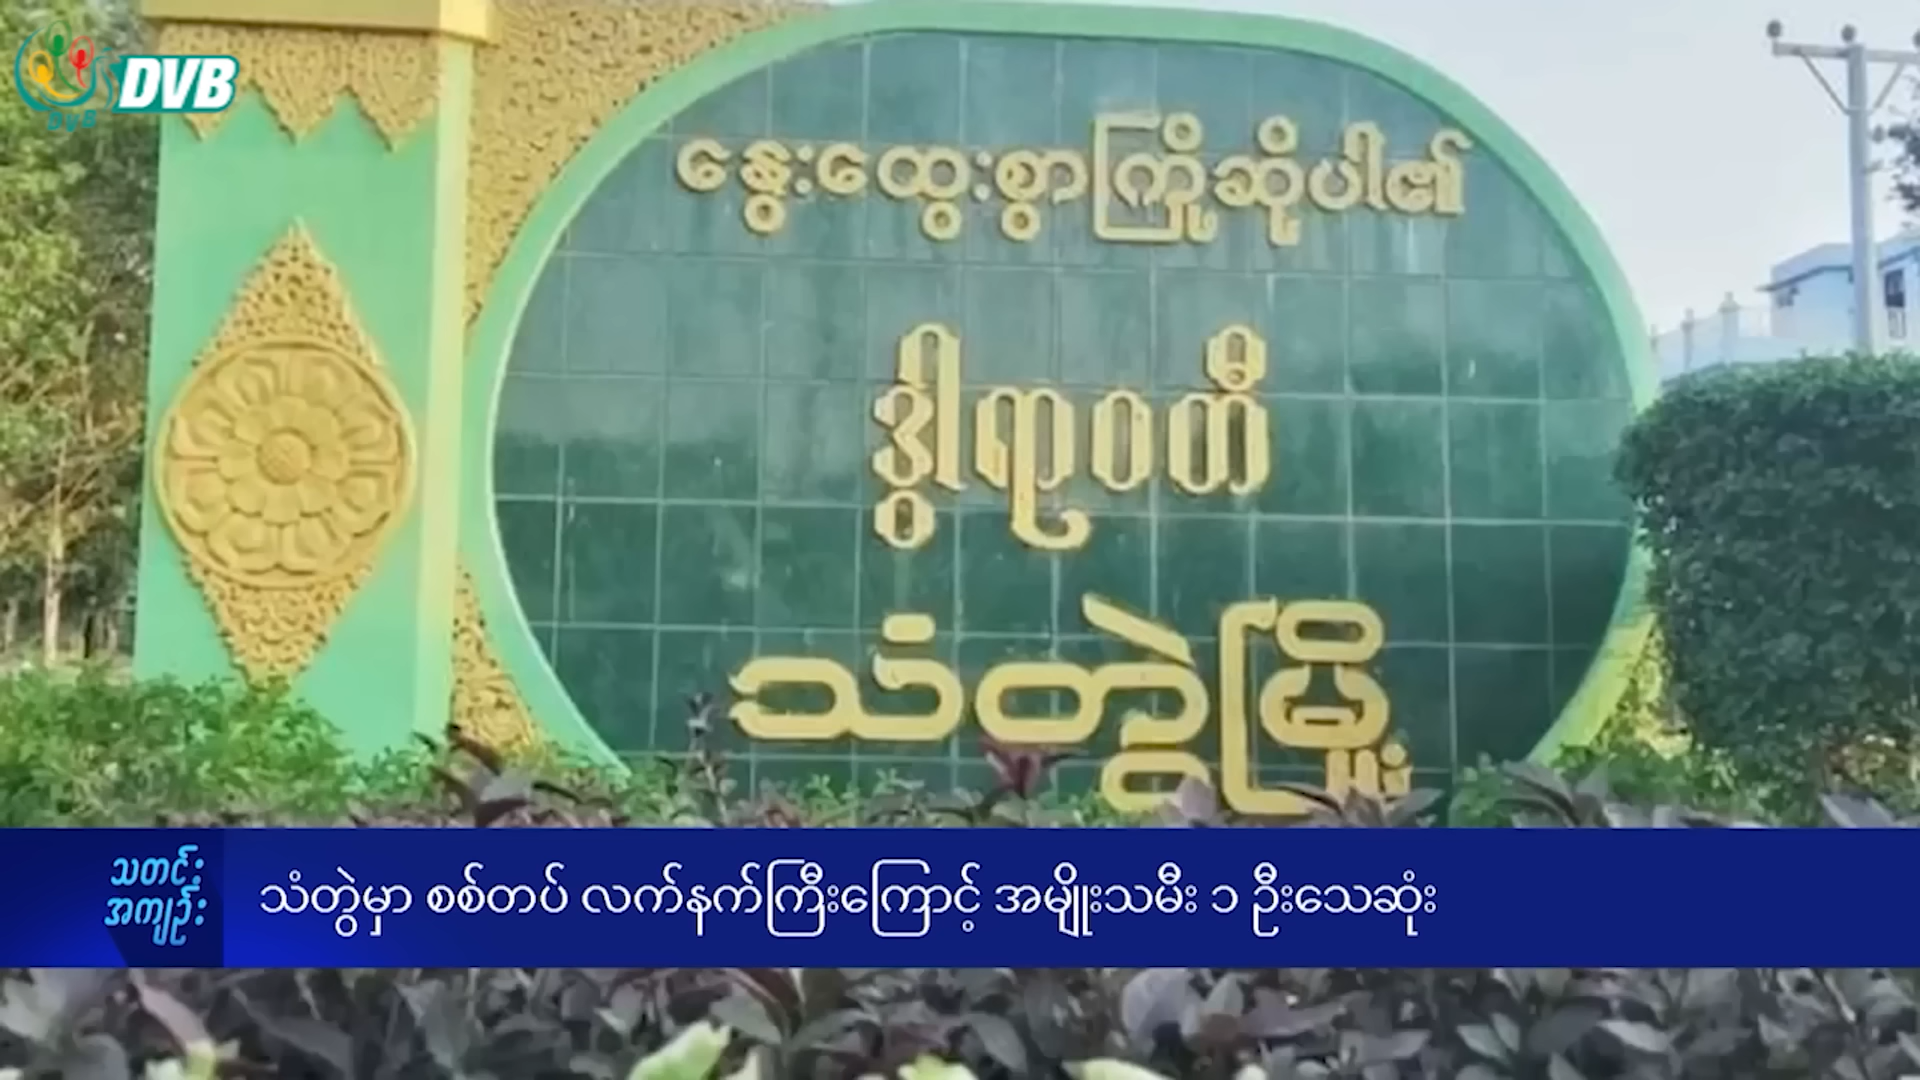 DVB
DVB
နွေးထွေးစွာကြိုဆိုပါ၏
ဒွါရာဝတီ
သံတွဲမြို့
သတင်း
အကျဉ်း
သံတွဲမှာ စစ်တပ် လက်နက်ကြီးကြောင့် အမျိုးသမီး ၁ ဦးသေဆုံး